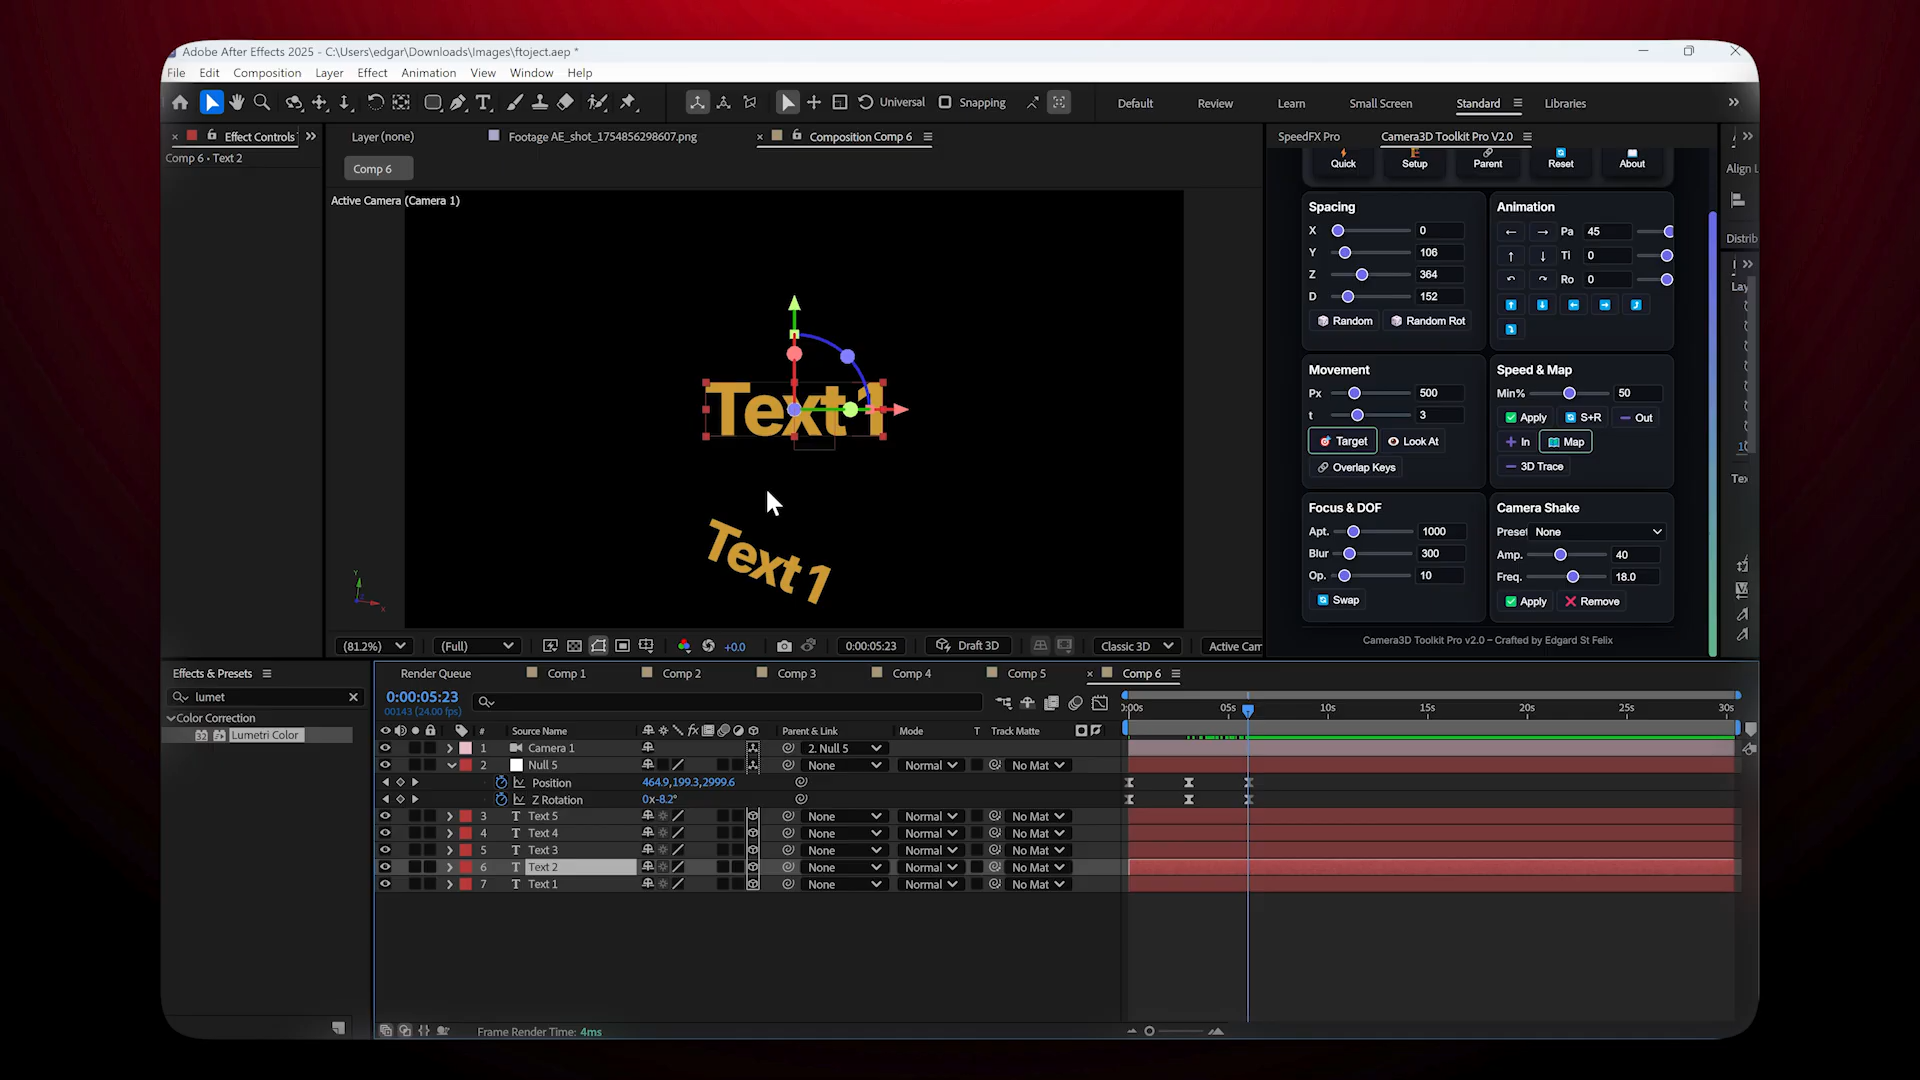 Adobe After Effects 2025 - C:\Users\edgar\Downloads\Images\ftoject.aep *
File Edit Composition Layer Effect Animation View Window Help
Universal Snapping Default Review Learn Small Screen Standard Libraries
Effect Controls Layer (none) Footage AE_shot_1754856298607.png Composition Comp 6 SpeedFX Pro Camera3D Toolkit Pro V2.0
Comp 6 • Text 2
Comp 6
Quick Setup Parent Reset About
Align
Active Camera (Camera 1)
Spacing
X 0
Y 106
Z 364
D 152
Random Random Rot
Animation
Pa 45
Ti 0
Ro 0
Distrib
Text 1
Text 1
Movement
Px 500
t 3
Target Look At
Overlap Keys
Speed & Map
Min% 50
Apply S+R Out
In Map
3D Trace
Focus & DOF
Apt. 1000
Blur 300
Op. 10
Swap
Camera Shake
Preset None
Amp. 40
Freq. 18.0
Apply Remove
Camera3D Toolkit Pro v2.0 – Crafted by Edgard St Felix
Y
X
(81.2%) (Full) +0.0 0:00:05:23 Draft 3D Classic 3D Active Cam
Effects & Presets
lumet
Color Correction
32 Lumetri Color
Render Queue Comp 1 Comp 2 Comp 3 Comp 4 Comp 5 Comp 6
0:00:05:23
00143 (24.00 fps)
0:00s 05s 10s 15s 20s 25s 30s
# Source Name fx Parent & Link Mode T Track Matte
1 Camera 1 2. Null 5
2 Null 5 None Normal No Mat
Position 464.9,199.3,2999.6
Z Rotation 0x-8.2°
3 T Text 5 None Normal No Mat
4 T Text 4 None Normal No Mat
5 T Text 3 None Normal No Mat
6 T Text 2 None Normal No Mat
7 T Text 1 None Normal No Mat
Frame Render Time: 4ms